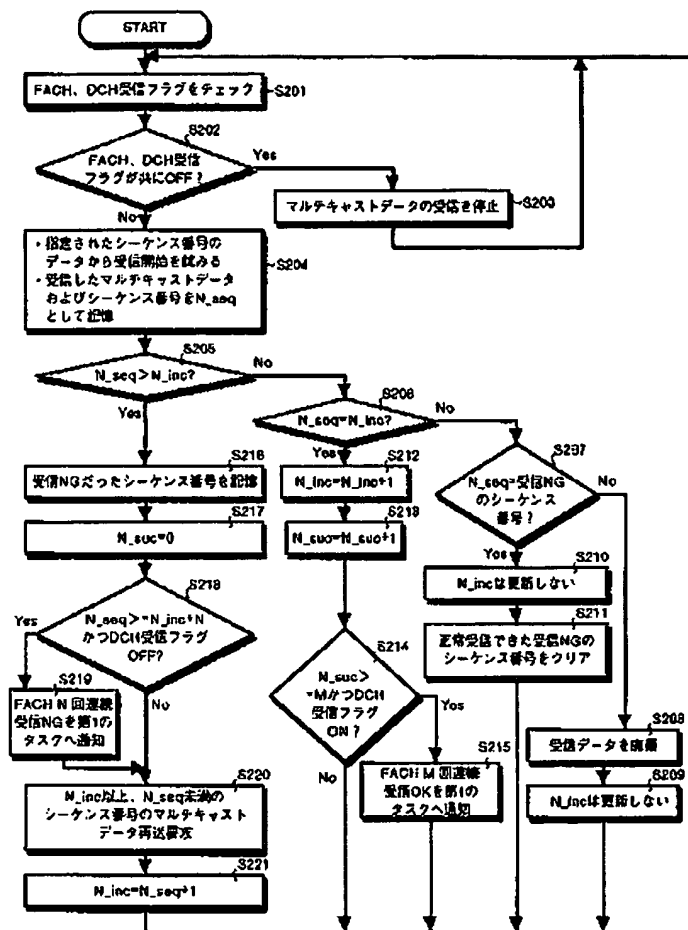 START
FACH、DCH受信フラグをチェック
S201
S202
FACH、DCH受信
フラグが共にOFF?
Yes
No
マルチキャストデータの受信を停止
S203
・指定されたシーケンス番号の
データから受信開始を試みる
・受信したマルチキャストデータ
およびシーケンス番号をN_seq
として記憶
S204
S205
N_seq>N_inc?
No
Yes
S206
N_seq=N_inc?
No
Yes
S207
N_seq=受信NG
のシーケンス
番号?
No
Yes
S216
受信NGだったシーケンス番号を記憶
S212
N_inc=N_inc+1
S217
N_suc=0
S213
N_suc=N_suc+1
S210
N_incは更新しない
S211
正常受信できた受信NGの
シーケンス番号をクリア
S218
N_seq>=N_inc+N
かつDCH受信フラグ
OFF?
Yes
No
S214
N_suc>
=MかつDCH
受信フラグ
ON?
Yes
No
S219
FACH N 回連続
受信NGを第1の
タスクへ通知
S215
FACH M 回連続
受信OKを第1の
タスクへ通知
S208
受信データを廃棄
S209
N_incは更新しない
S220
N_inc以上、N_seq未満の
シーケンス番号のマルチキャスト
データ再送要求
S221
N_inc=N_seq+1